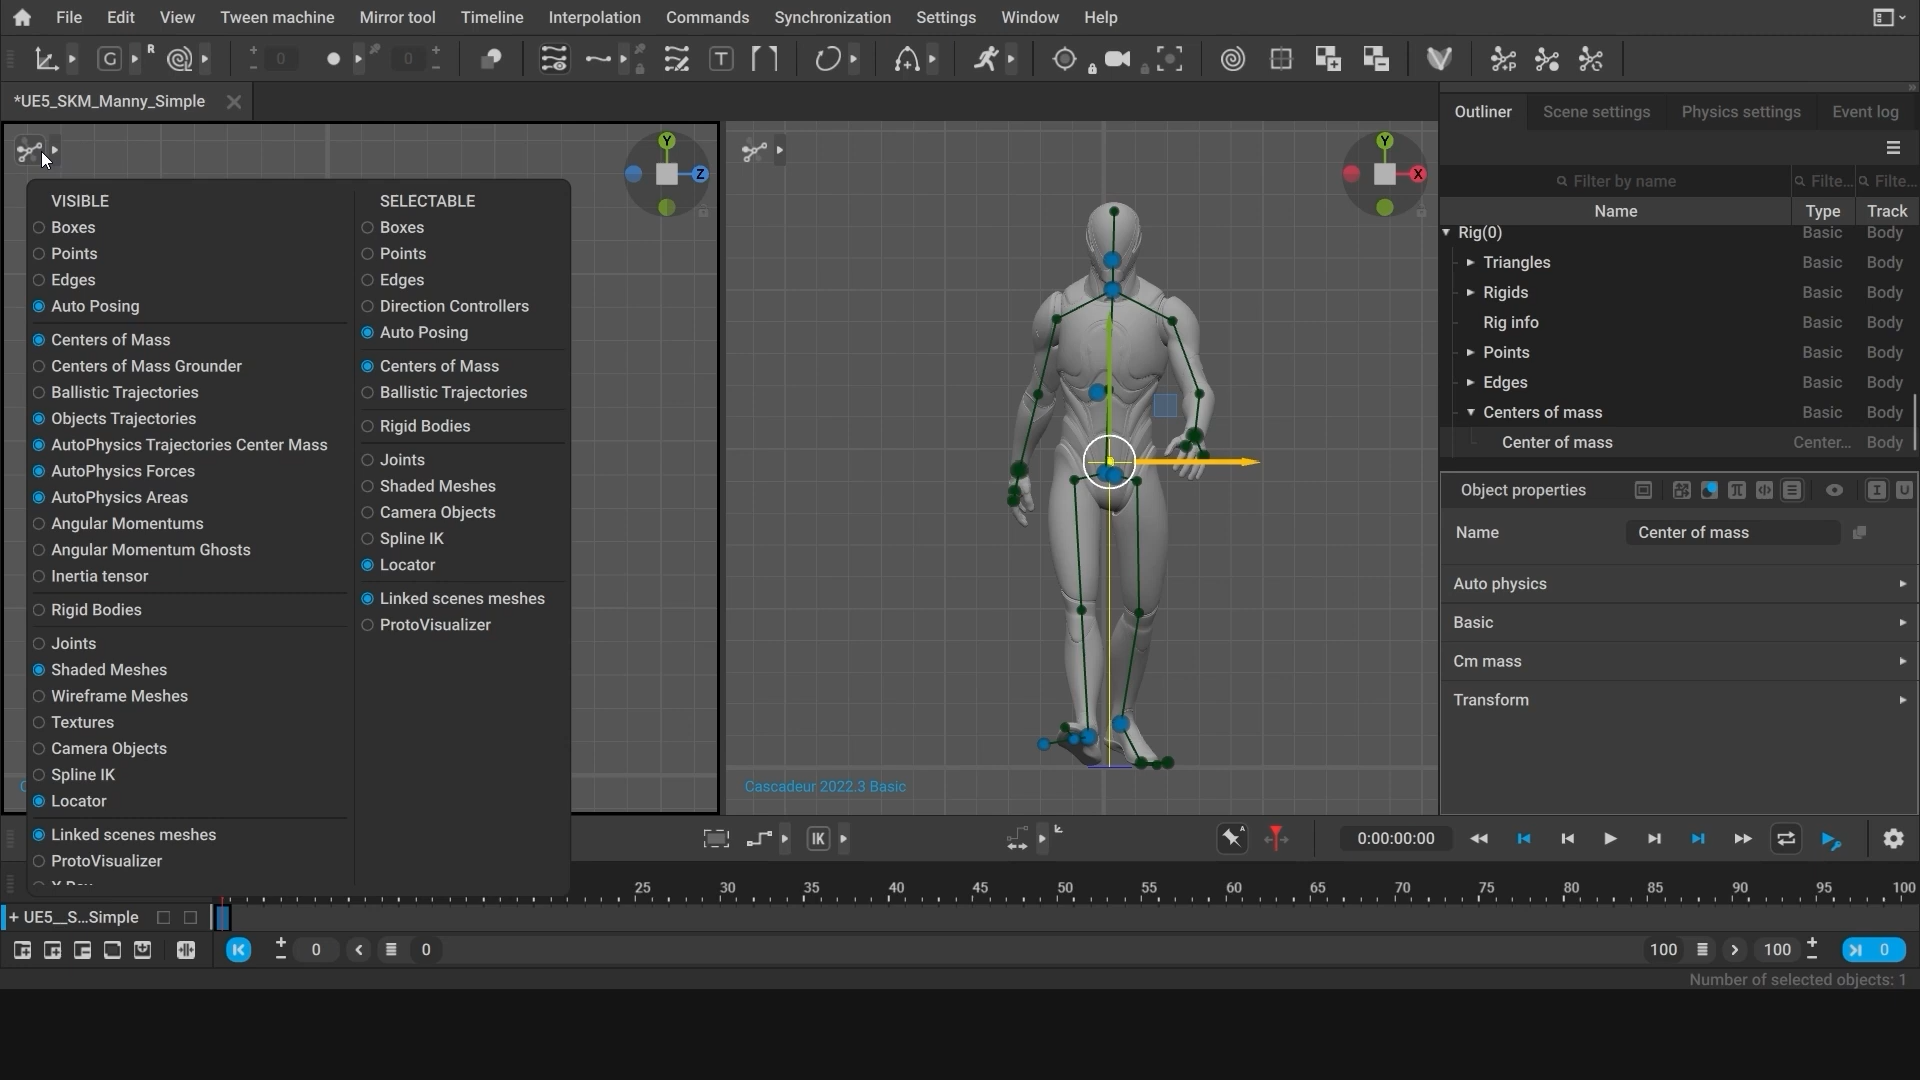 File Edit View Tween machine Mirror tool Timeline Interpolation Commands Synchronization Settings Window Help
G R 0 0 T
*UE5_SKM_Manny_Simple
Y Z
Y X
VISIBLE
Boxes
Points
Edges
Auto Posing
Centers of Mass
Centers of Mass Grounder
Ballistic Trajectories
Objects Trajectories
AutoPhysics Trajectories Center Mass
AutoPhysics Forces
AutoPhysics Areas
Angular Momentums
Angular Momentum Ghosts
Inertia tensor
Rigid Bodies
Joints
Shaded Meshes
Wireframe Meshes
Textures
Camera Objects
Spline IK
Locator
Linked scenes meshes
ProtoVisualizer
SELECTABLE
Boxes
Points
Edges
Direction Controllers
Auto Posing
Centers of Mass
Ballistic Trajectories
Rigid Bodies
Joints
Shaded Meshes
Camera Objects
Spline IK
Locator
Linked scenes meshes
ProtoVisualizer
Cascadeur 2022.3 Basic
Outliner Scene settings Physics settings Event log
Filter by name Filte... Filte...
Name Type Track
Rig(0) Basic Body
Triangles Basic Body
Rigids Basic Body
Rig info Basic Body
Points Basic Body
Edges Basic Body
Centers of mass Basic Body
Center of mass Center... Body
Object properties
Name Center of mass
Auto physics
Basic
Cm mass
Transform
IK 0:00:00:00
25 30 35 40 45 50 55 60 65 70 75 80 85 90 95 100
+ UE5__S...Simple
0 0 100 100 0
Number of selected objects: 1